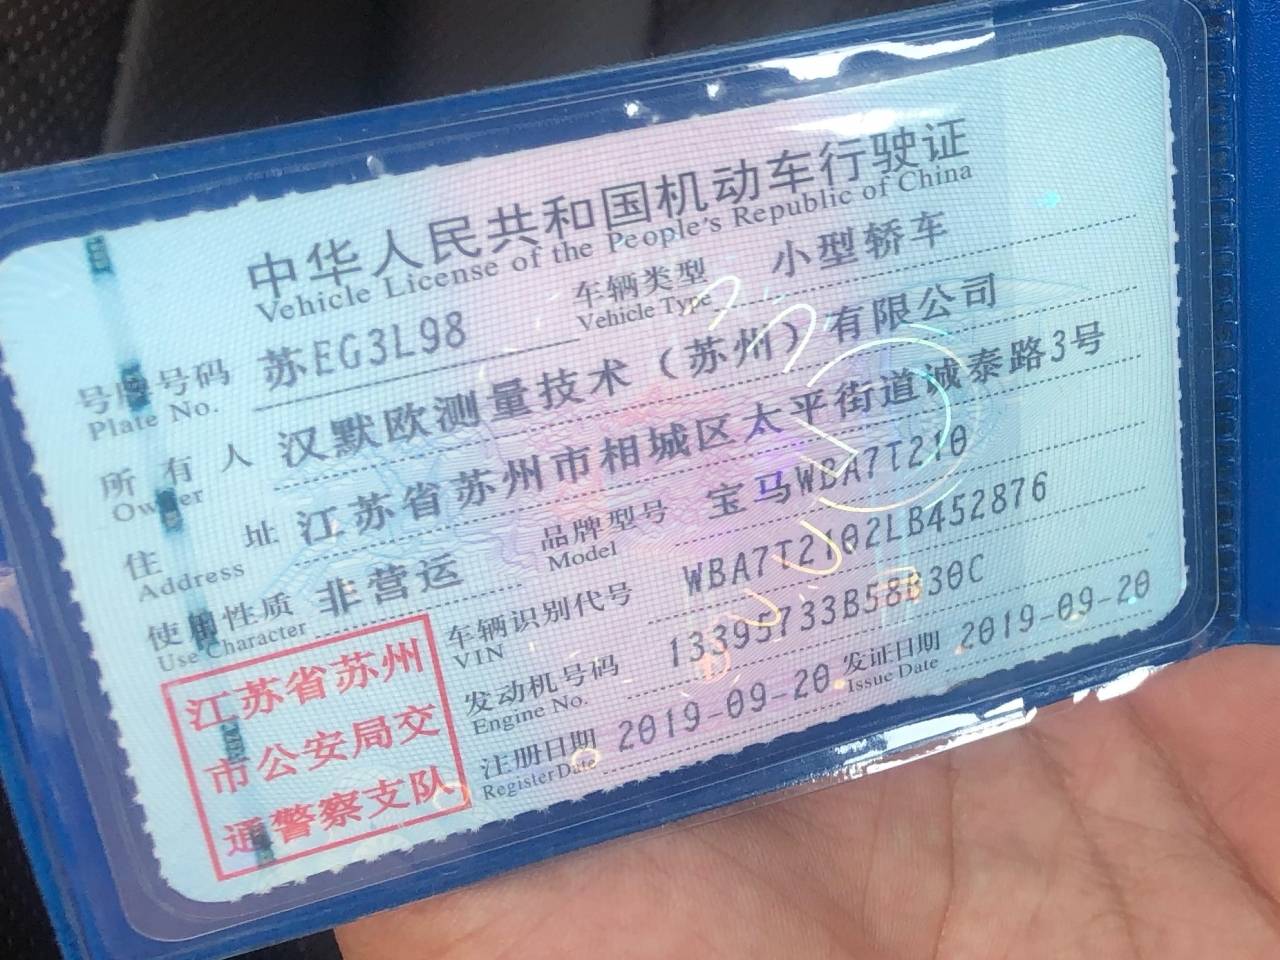 中华人民共和国机动车行驶证
Vehicle License of the People's Republic of China
号牌号码 苏EG3L98 车辆类型 小型轿车
Plate No. Vehicle Type
所有人 汉默欧测量技术（苏州）有限公司
Owner
住址 江苏省苏州市相城区太平街道诚泰路3号
Address
使用性质 非营运 品牌型号 宝马WBA7T210
Use Character Model
车辆识别代号 WBA7T2102LB452876
VIN
发动机号码 13395733B58B30C
Engine No.
注册日期 2019-09-20 发证日期 2019-09-20
Register Date Issue Date
江苏省苏州
市公安局交
通警察支队